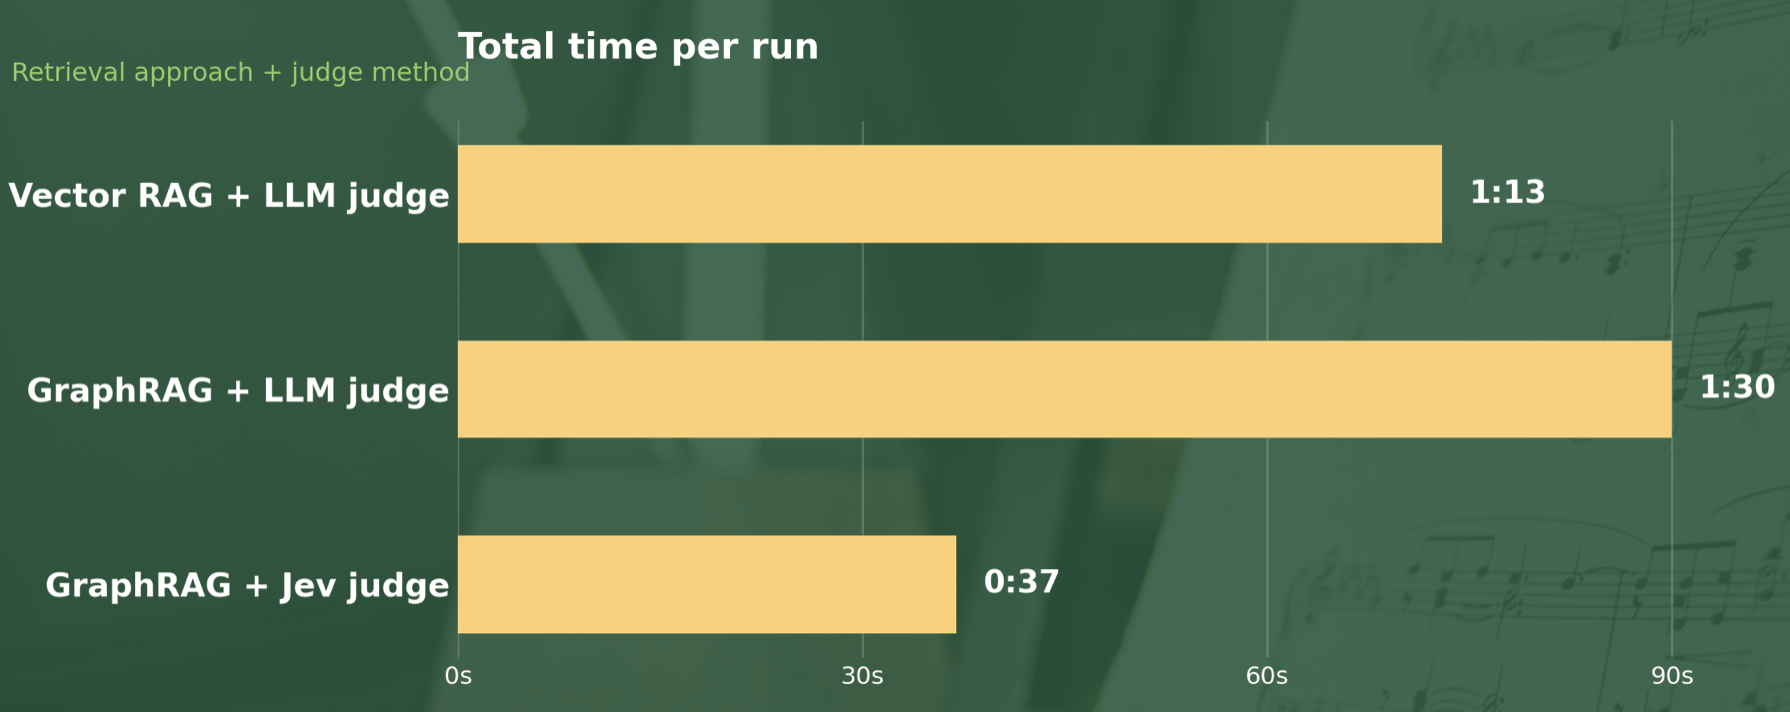 Total time per run
Retrieval approach + judge method
Vector RAG + LLM judge
1:13
GraphRAG + LLM judge
1:30
GraphRAG + Jev judge
0:37
0s
30s
60s
90s